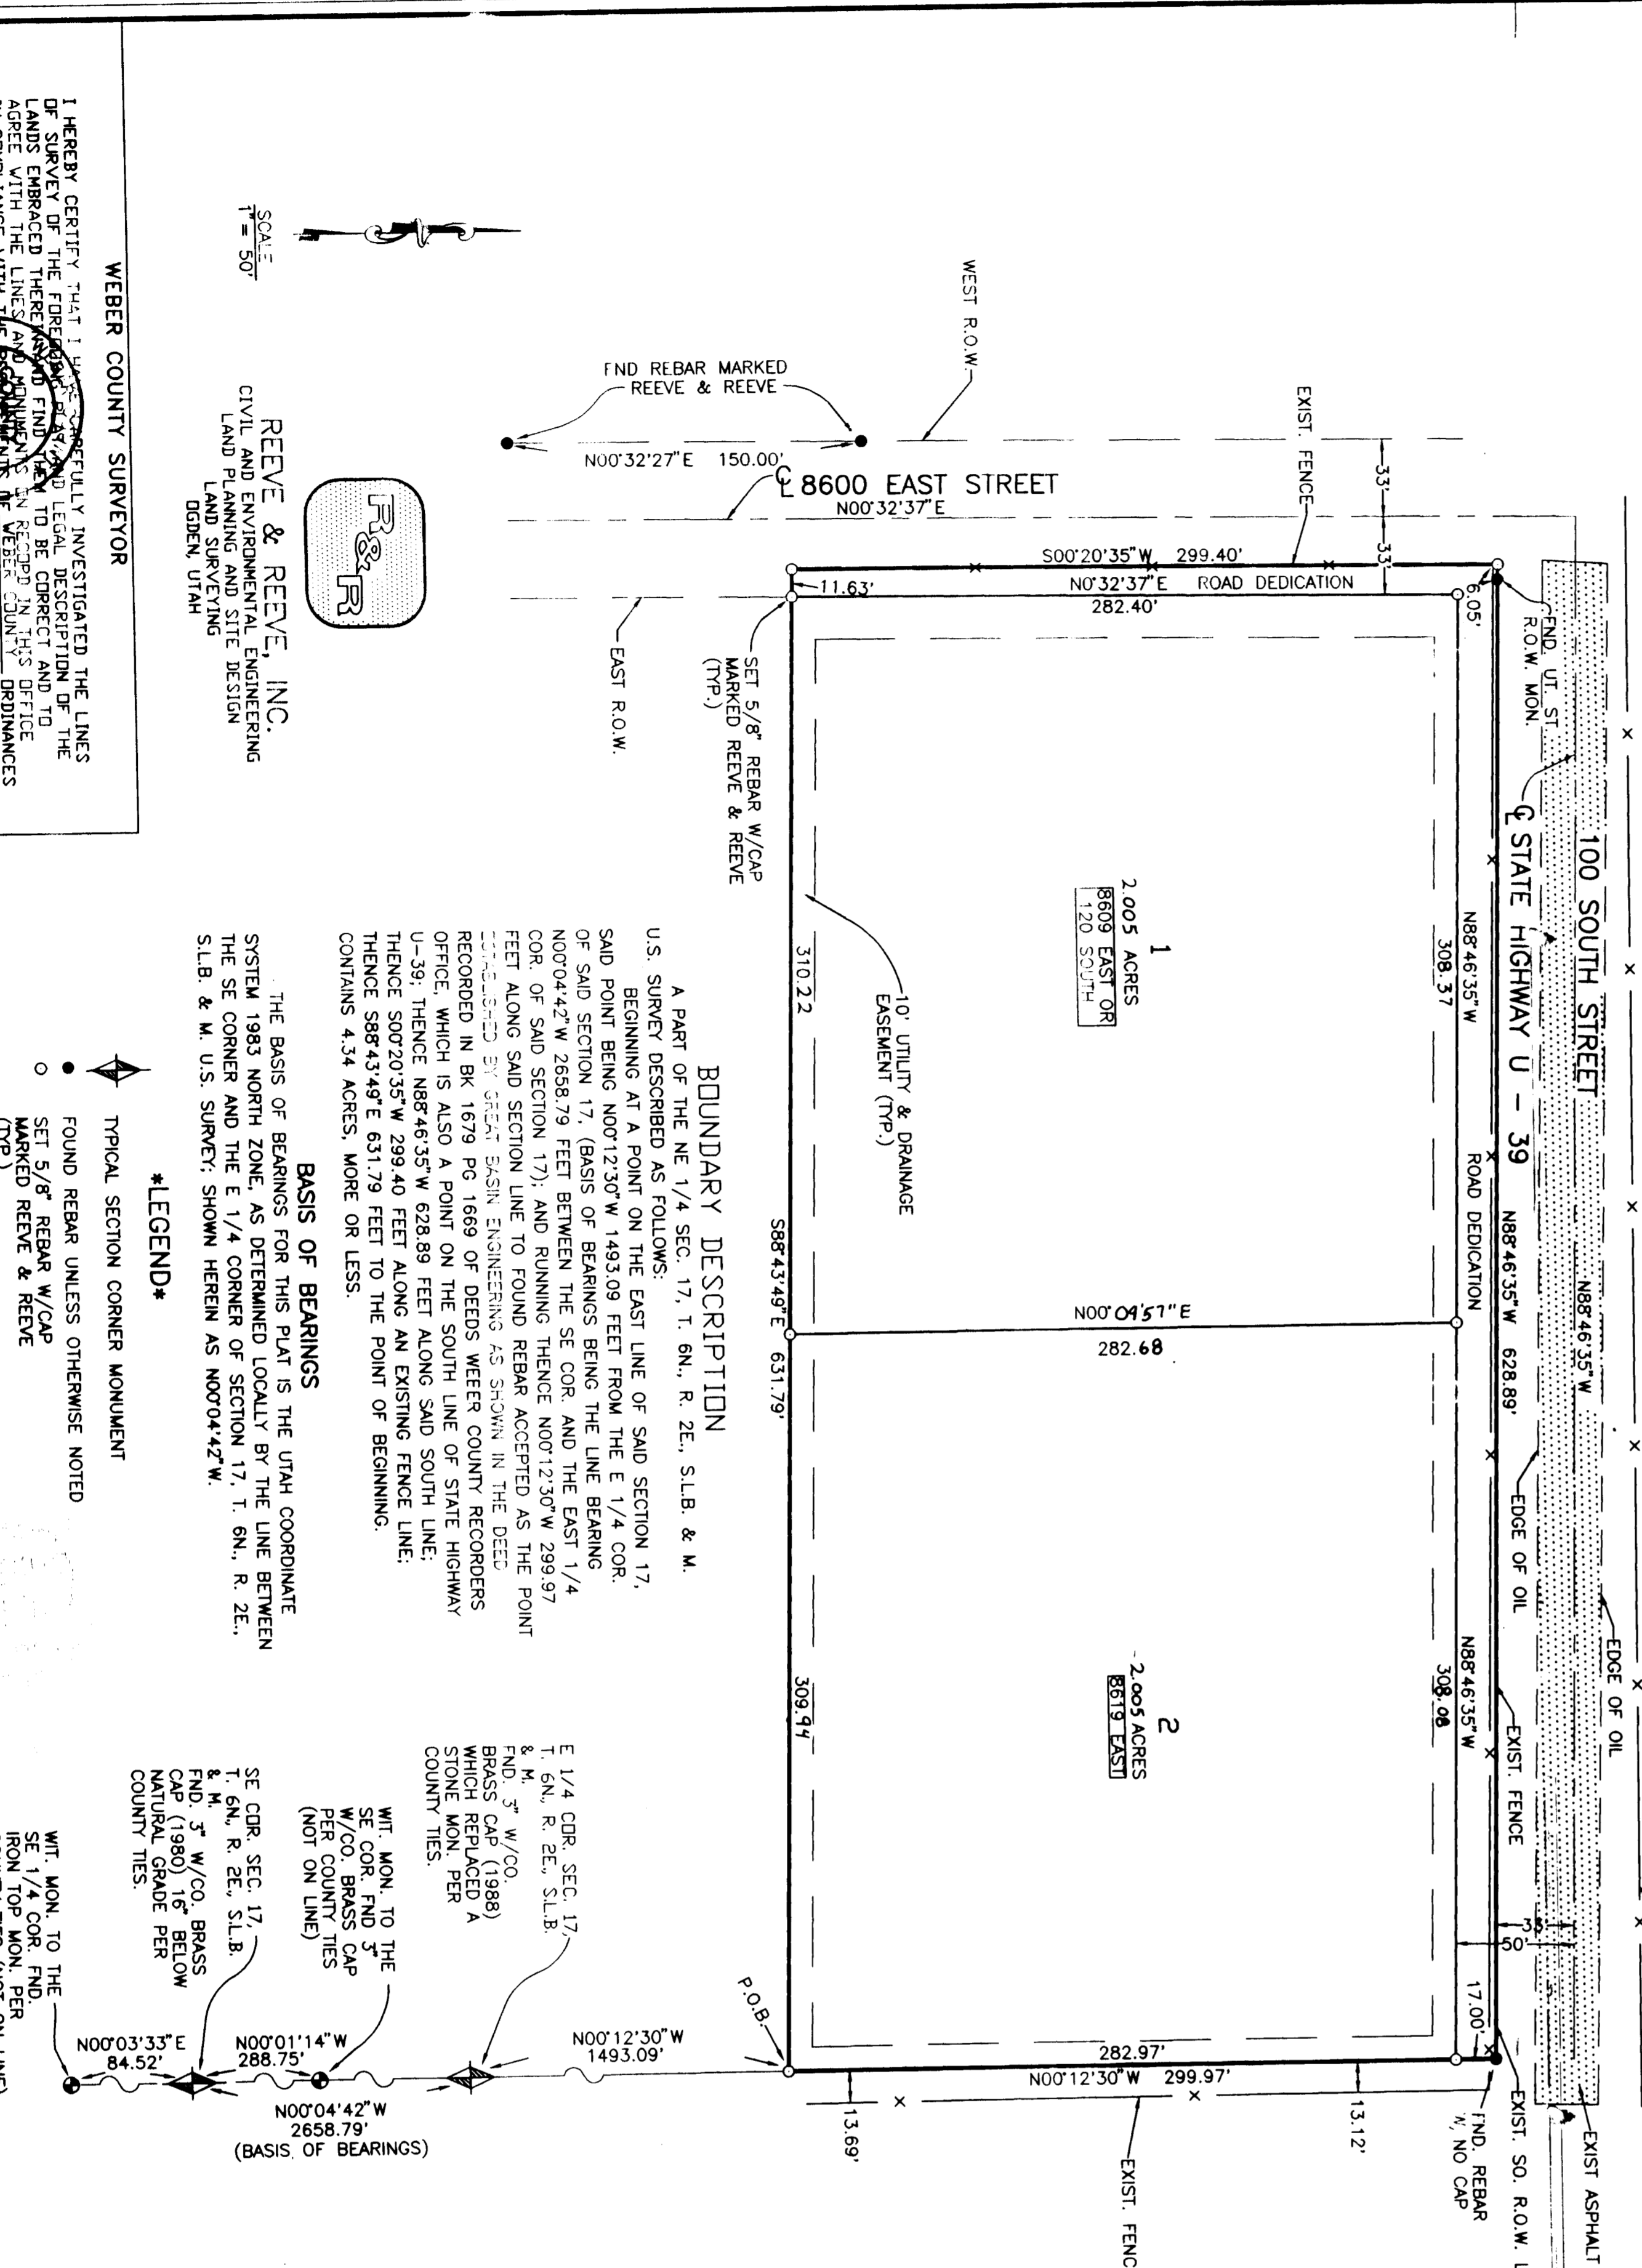 100 SOUTH STREET
N88°46'35"W
EDGE OF OIL
EXIST ASPHALT
FND. UT. ST
R.O.W. MON.
℄ STATE HIGHWAY U - 39
N88°46'35"W 628.89'
EDGE OF OIL
EXIST. FENCE
EXIST. SO. R.O.W.
FND. REBAR
NO CAP
6.05'
N88°46'35"W
308.37
ROAD DEDICATION
N88°46'35"W
308.08
50'
17.00'
WEST R.O.W.
EXIST. FENCE
33'
33'
FND REBAR MARKED
REEVE & REEVE
N00°32'27"E 150.00'
℄ 8600 EAST STREET
N00°32'37"E
S00°20'35"W 299.40'
N0°32'37"E ROAD DEDICATION
282.40'
11.63'
EAST R.O.W.
SET 5/8" REBAR W/CAP
MARKED REEVE & REEVE
(TYP.)
1
2.005 ACRES
8609 EAST OR
120 SOUTH
10' UTILITY & DRAINAGE
EASEMENT (TYP.)
310.22
N00°09'57"E
282.68
2
2.005 ACRES
8619 EAST
309.94
S88°43'49"E 631.79'
282.97'
N00°12'30"W 299.97'
13.12'
13.69'
EXIST. FENC
P.O.B.
N00°12'30"W
1493.09'
SCALE
1" = 50'
R&R
REEVE & REEVE, INC.
CIVIL AND ENVIRONMENTAL ENGINEERING
LAND PLANNING AND SITE DESIGN
LAND SURVEYING
OGDEN, UTAH
BOUNDARY DESCRIPTION
A PART OF THE NE 1/4 SEC. 17, T. 6N., R. 2E., S.L.B. & M.
U.S. SURVEY DESCRIBED AS FOLLOWS:
BEGINNING AT A POINT ON THE EAST LINE OF SAID SECTION 17,
SAID POINT BEING N00°12'30"W 1493.09 FEET FROM THE E 1/4 COR.
OF SAID SECTION 17, (BASIS OF BEARINGS BEING THE LINE BEARING
N00°04'42"W 2658.79 FEET BETWEEN THE SE COR. AND THE EAST 1/4
COR. OF SAID SECTION 17); AND RUNNING THENCE N00°12'30"W 299.97
FEET ALONG SAID SECTION LINE TO FOUND REBAR ACCEPTED AS THE POINT
ESTABLISHED BY GREAT BASIN ENGINEERING AS SHOWN IN THE DEED
RECORDED IN BK 1679 PG 1669 OF DEEDS WEBER COUNTY RECORDERS
OFFICE, WHICH IS ALSO A POINT ON THE SOUTH LINE OF STATE HIGHWAY
U-39; THENCE N88°46'35"W 628.89 FEET ALONG SAID SOUTH LINE;
THENCE S00°20'35"W 299.40 FEET ALONG AN EXISTING FENCE LINE;
THENCE S88°43'49"E 631.79 FEET TO THE POINT OF BEGINNING.
CONTAINS 4.34 ACRES, MORE OR LESS.
BASIS OF BEARINGS
THE BASIS OF BEARINGS FOR THIS PLAT IS THE UTAH COORDINATE
SYSTEM 1983 NORTH ZONE, AS DETERMINED LOCALLY BY THE LINE BETWEEN
THE SE CORNER AND THE E 1/4 CORNER OF SECTION 17, T. 6N., R. 2E.,
S.L.B. & M. U.S. SURVEY; SHOWN HEREIN AS N00°04'42"W.
*LEGEND*
TYPICAL SECTION CORNER MONUMENT
FOUND REBAR UNLESS OTHERWISE NOTED
SET 5/8" REBAR W/CAP
MARKED REEVE & REEVE
(TYP.)
E 1/4 COR. SEC. 17,
T. 6N., R. 2E., S.L.B.
& M.
FND. 3" W/CO.
BRASS CAP (1988)
WHICH REPLACED A
STONE MON. PER
COUNTY TIES.
WIT. MON. TO THE
SE COR. FND 3"
W/CO. BRASS CAP
PER COUNTY TIES
(NOT ON LINE)
SE COR. SEC. 17,
T. 6N., R. 2E., S.L.B.
& M.
FND. 3" W/CO. BRASS
CAP (1980) 16" BELOW
NATURAL GRADE PER
COUNTY TIES.
WIT. MON. TO THE
SE 1/4 COR. FND.
IRON TOP MON. PER
N00°03'33"E
84.52'
N00°01'14"W
288.75'
N00°04'42"W
2658.79'
(BASIS OF BEARINGS)
WEBER COUNTY SURVEYOR
I HEREBY CERTIFY THAT I HAVE CAREFULLY INVESTIGATED THE LINES
OF SURVEY OF THE FOREGOING PLAT AND LEGAL DESCRIPTION OF THE
LANDS EMBRACED THEREIN AND FIND THEM TO BE CORRECT AND TO
AGREE WITH THE LINES AND MONUMENTS ON RECORD IN THIS OFFICE
OF WEBER COUNTY ORDINANCES